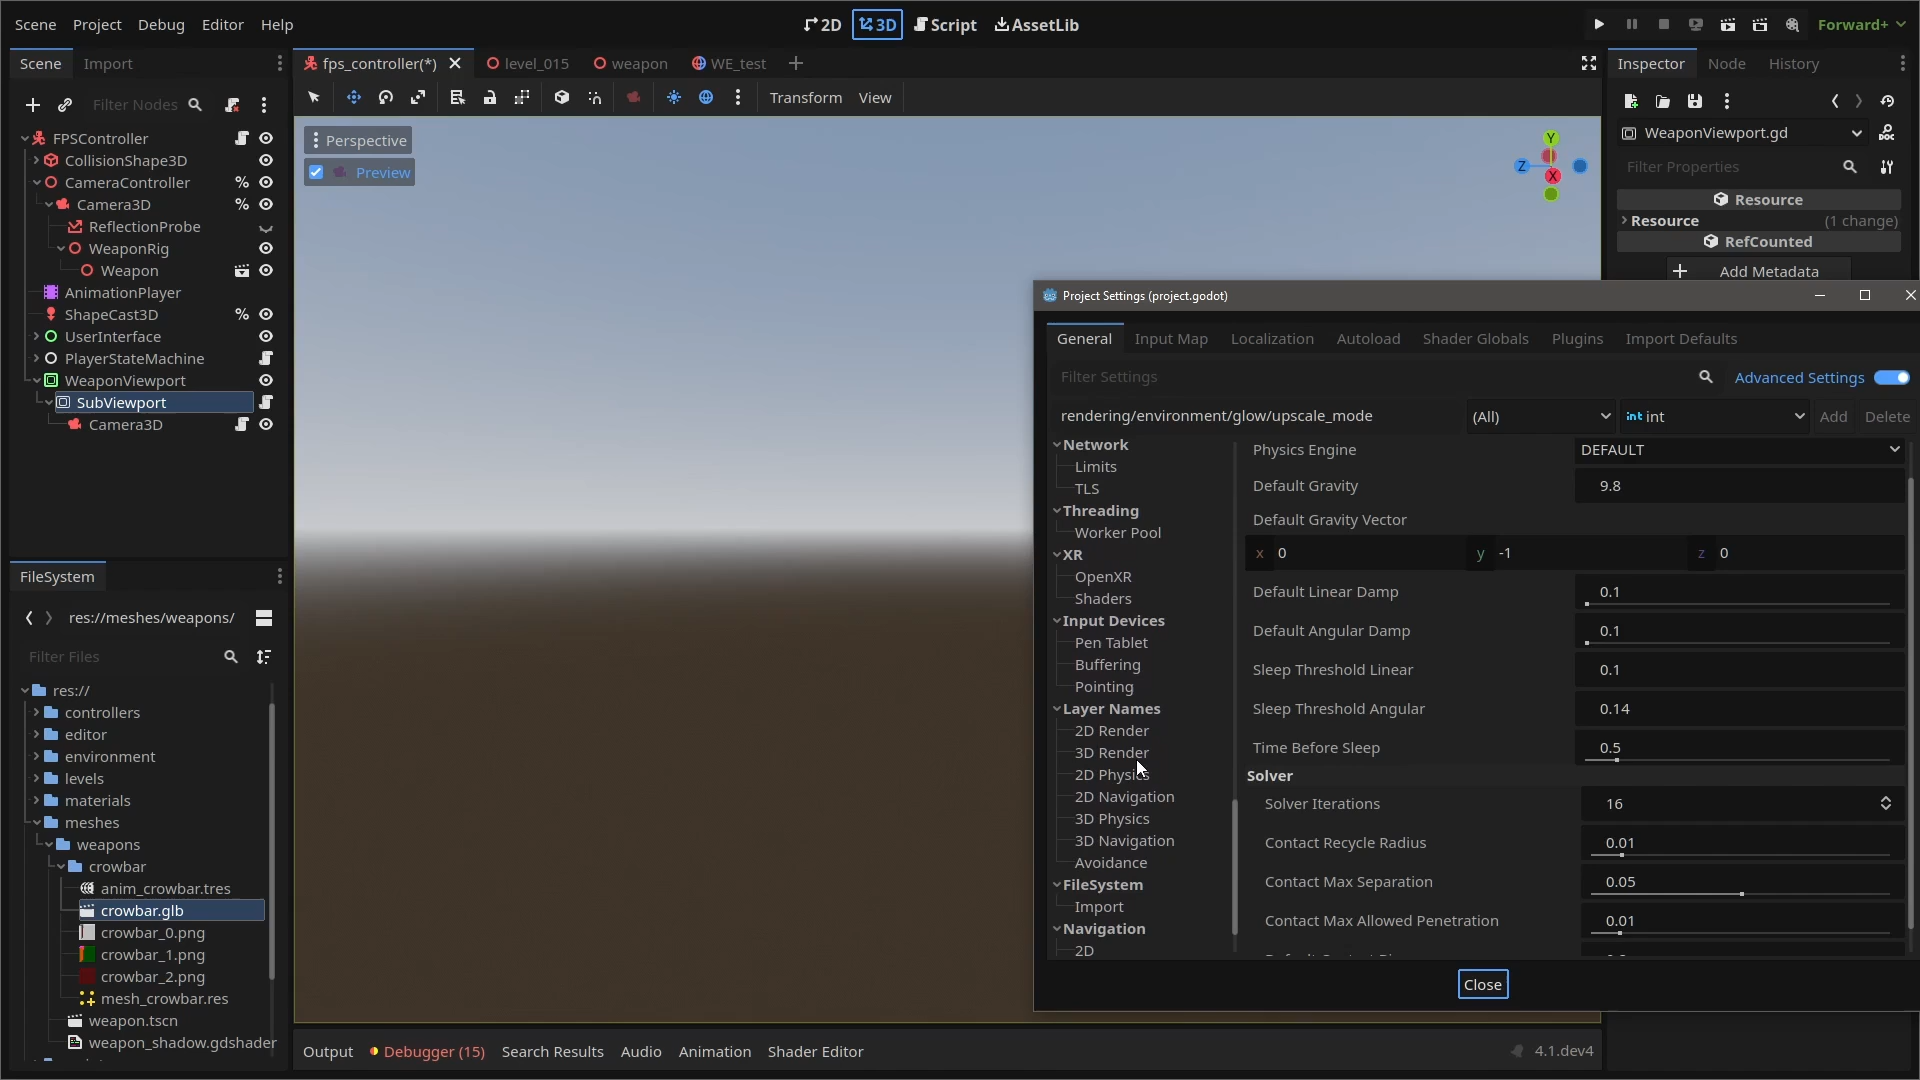 Scene Project Debug Editor Help
2D 3D Script AssetLib
Forward+
Scene Import
Filter Nodes
FPSController
CollisionShape3D
CameraController %
Camera3D %
ReflectionProbe
WeaponRig
Weapon
AnimationPlayer
ShapeCast3D %
UserInterface
PlayerStateMachine
WeaponViewport
SubViewport
Camera3D
FileSystem
res://meshes/weapons/
Filter Files
res://
controllers
editor
environment
levels
materials
meshes
weapons
crowbar
anim_crowbar.tres
crowbar.glb
crowbar_0.png
crowbar_1.png
crowbar_2.png
mesh_crowbar.res
weapon.tscn
weapon_shadow.gdshader
fps_controller(*) level_015 weapon WE_test
Transform View
Perspective
Preview
Y
Z
X
Output Debugger (15) Search Results Audio Animation Shader Editor 4.1.dev4
Inspector Node History
WeaponViewport.gd
Filter Properties
Resource
Resource (1 change)
RefCounted
Add Metadata
Project Settings (project.godot)
General Input Map Localization Autoload Shader Globals Plugins Import Defaults
Filter Settings Advanced Settings
rendering/environment/glow/upscale_mode (All) int int Add Delete
Network
Limits
TLS
Threading
Worker Pool
XR
OpenXR
Shaders
Input Devices
Pen Tablet
Buffering
Pointing
Layer Names
2D Render
3D Render
2D Physics
2D Navigation
3D Physics
3D Navigation
Avoidance
FileSystem
Import
Navigation
2D
Physics Engine DEFAULT
Default Gravity 9.8
Default Gravity Vector
x 0 y -1 z 0
Default Linear Damp 0.1
Default Angular Damp 0.1
Sleep Threshold Linear 0.1
Sleep Threshold Angular 0.14
Time Before Sleep 0.5
Solver
Solver Iterations 16
Contact Recycle Radius 0.01
Contact Max Separation 0.05
Contact Max Allowed Penetration 0.01
Close